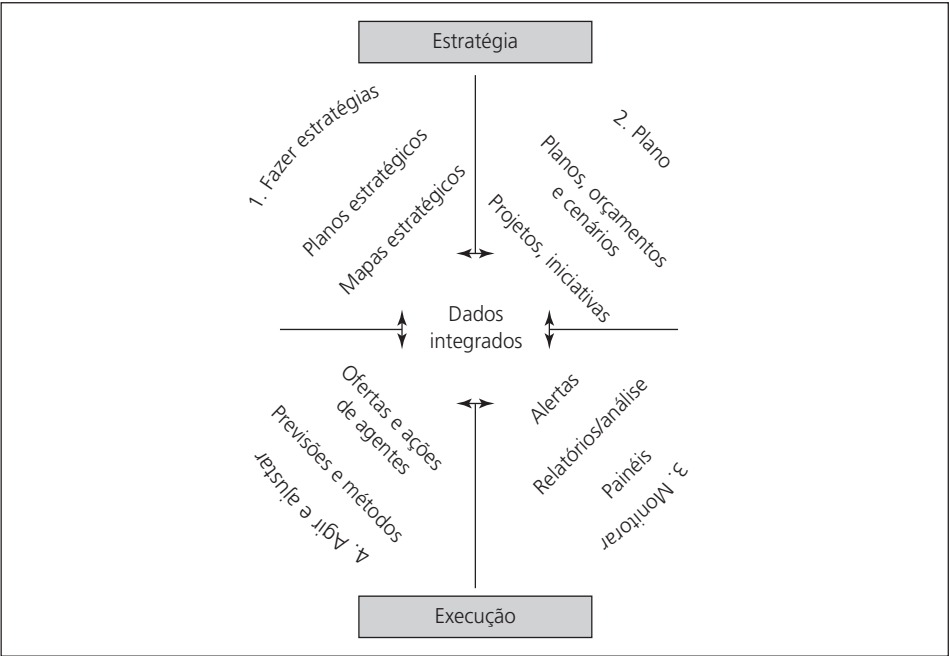 Estratégia
1. Fazer estratégias
Planos estratégicos
Mapas estratégicos
2. Plano
Planos, orçamentos
e cenários
Projetos, iniciativas
Dados
integrados
Ofertas e ações
de agentes
Previsões e métodos
4. Agir e ajustar
Alertas
Relatórios/análise
Painéis
3. Monitorar
Execução